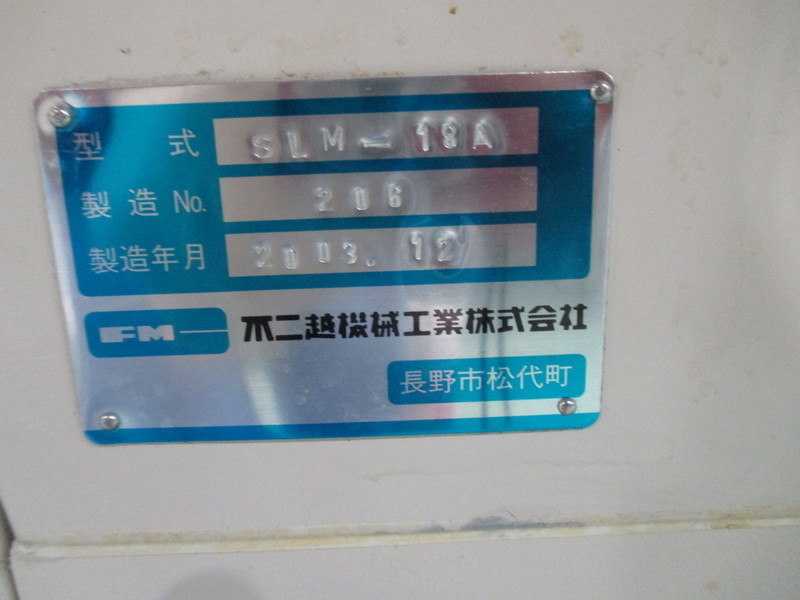 型式 SLM-18A
製造No. 206
製造年月 2003.12
FM 不二越機械工業株式会社
長野市松代町